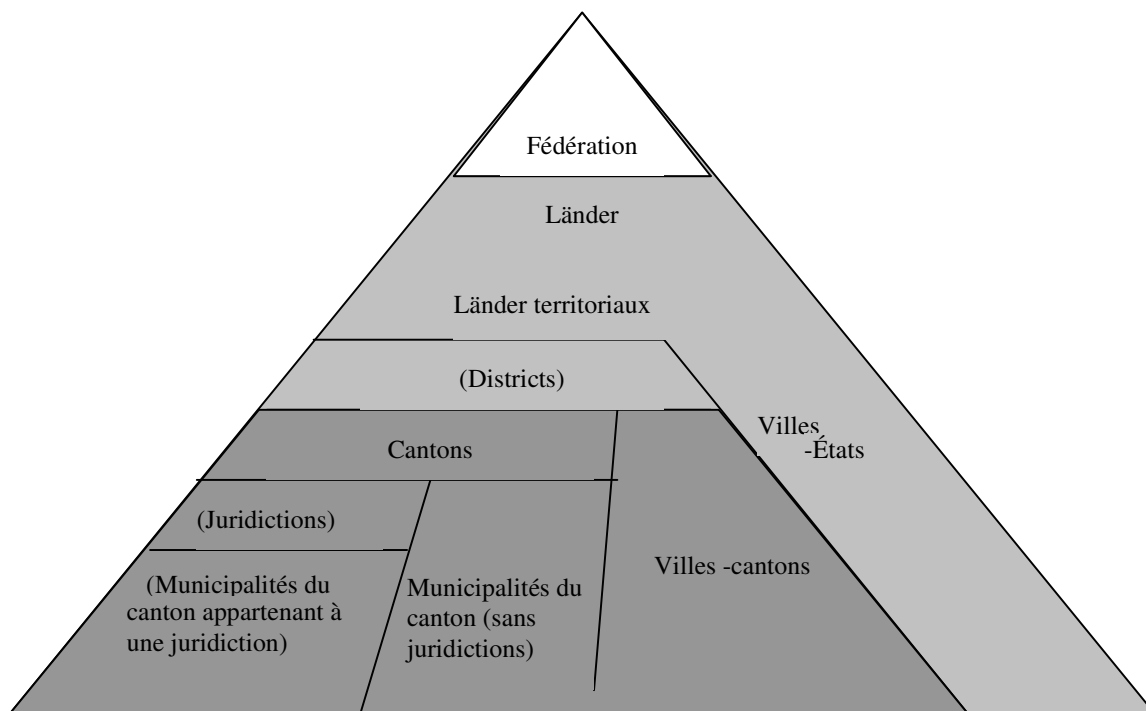 Fédération
Länder
Länder territoriaux
(Districts)
Villes
-États
Cantons
(Juridictions)
Villes -cantons
(Municipalités du
canton appartenant à
une juridiction)
Municipalités du
canton (sans
juridictions)